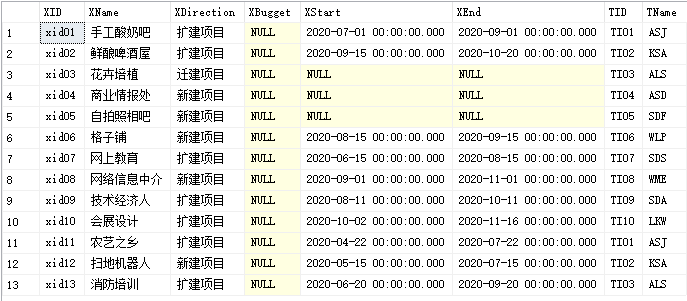 XID XName XDirection XBugget XStart XEnd TID TName
1 xid01 手工酸奶吧 扩建项目 NULL 2020-07-01 00:00:00.000 2020-09-01 00:00:00.000 TI01 ASJ
2 xid02 鲜酿啤酒屋 扩建项目 NULL 2020-09-15 00:00:00.000 2020-10-20 00:00:00.000 TI02 KSA
3 xid03 花卉培植 迁建项目 NULL NULL NULL TI03 ALS
4 xid04 商业情报处 新建项目 NULL NULL NULL TI04 ASD
5 xid05 自拍照相吧 新建项目 NULL NULL NULL TI05 SDF
6 xid06 格子铺 新建项目 NULL 2020-08-15 00:00:00.000 2020-09-15 00:00:00.000 TI06 WLP
7 xid07 网上教育 扩建项目 NULL 2020-06-15 00:00:00.000 2020-08-15 00:00:00.000 TI07 SDS
8 xid08 网络信息中介 新建项目 NULL 2020-09-01 00:00:00.000 2020-11-01 00:00:00.000 TI08 WME
9 xid09 技术经济人 扩建项目 NULL 2020-08-11 00:00:00.000 2020-10-11 00:00:00.000 TI09 SDA
10 xid10 会展设计 扩建项目 NULL 2020-10-02 00:00:00.000 2020-11-16 00:00:00.000 TI10 LKW
11 xid11 农艺之乡 扩建项目 NULL 2020-04-22 00:00:00.000 2020-07-22 00:00:00.000 TI01 ASJ
12 xid12 扫地机器人 新建项目 NULL 2020-05-15 00:00:00.000 2020-07-15 00:00:00.000 TI02 KSA
13 xid13 消防培训 扩建项目 NULL 2020-06-20 00:00:00.000 2020-09-20 00:00:00.000 TI03 ALS